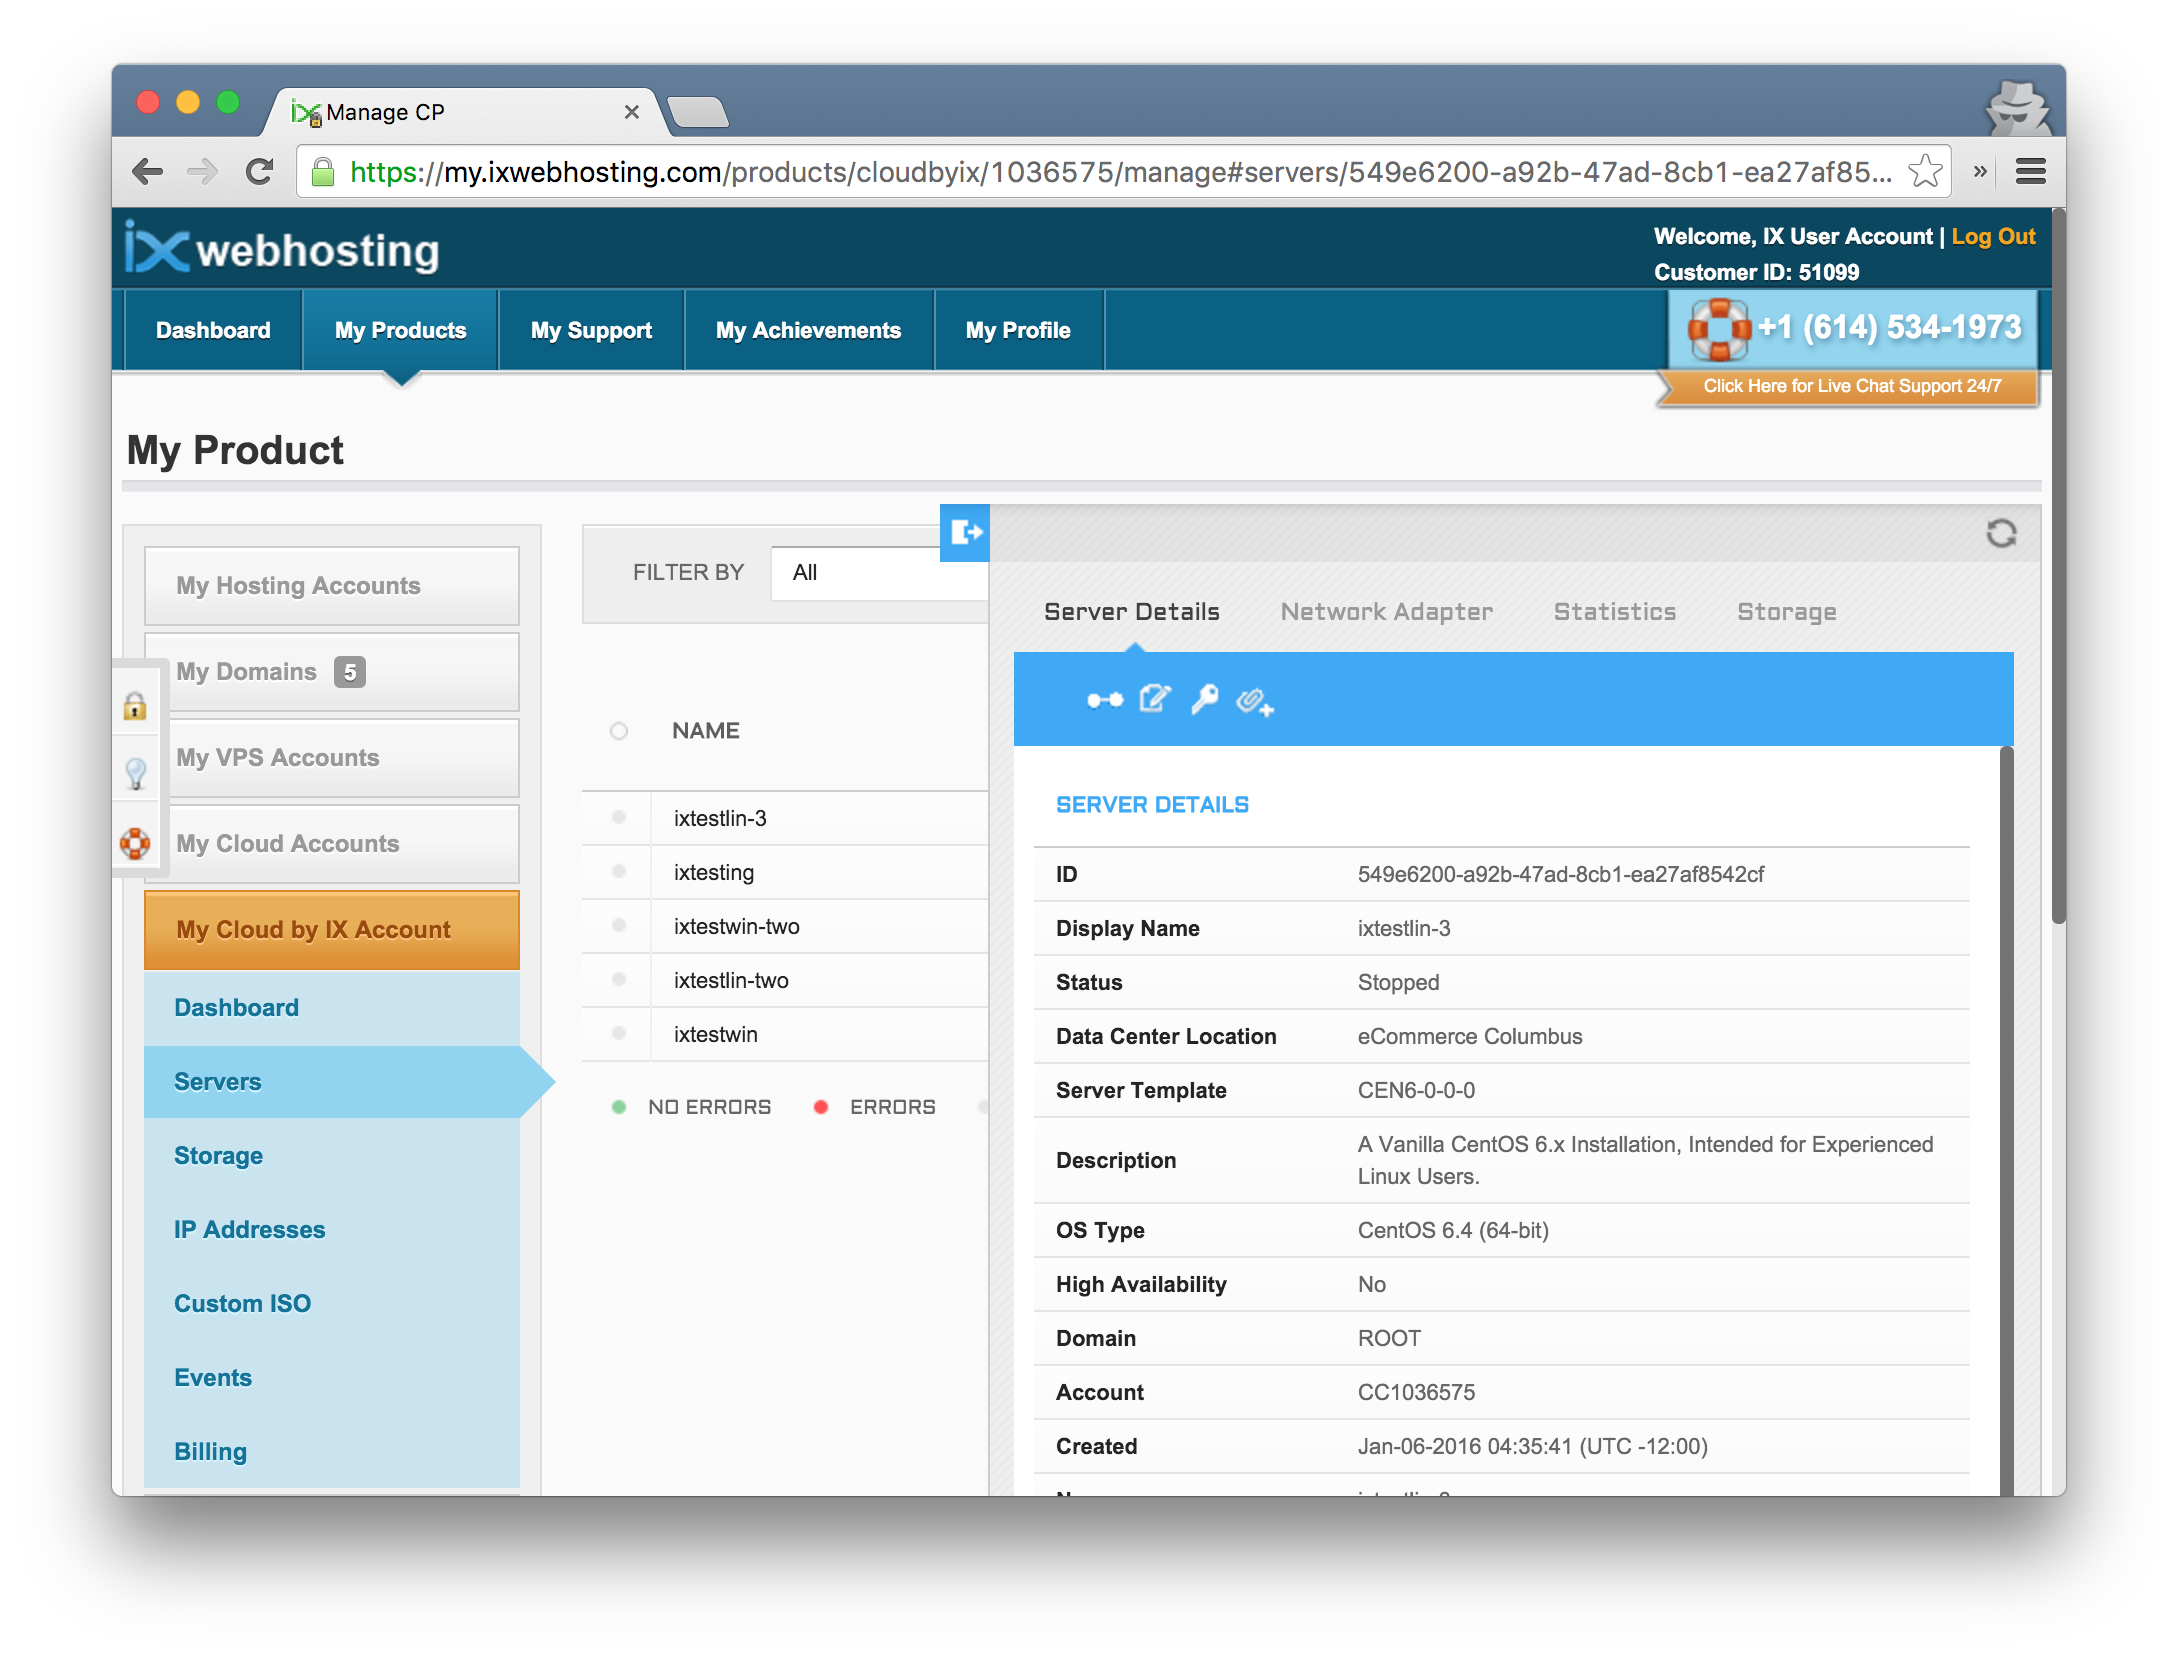 Manage CP
https://my.ixwebhosting.com/products/cloudbyix/1036575/manage#servers/549e6200-a92b-47ad-8cb1-ea27af85...
ix webhosting
Welcome, IX User Account | Log Out
Customer ID: 51099
Dashboard
My Products
My Support
My Achievements
My Profile
+1 (614) 534-1973
Click Here for Live Chat Support 24/7
My Product
My Hosting Accounts
My Domains 5
My VPS Accounts
My Cloud Accounts
My Cloud by IX Account
Dashboard
Servers
Storage
IP Addresses
Custom ISO
Events
Billing
FILTER BY All
NAME
ixtestlin-3
ixtesting
ixtestwin-two
ixtestlin-two
ixtestwin
NO ERRORS ERRORS
Server Details
Network Adapter
Statistics
Storage
SERVER DETAILS
ID 549e6200-a92b-47ad-8cb1-ea27af8542cf
Display Name ixtestlin-3
Status Stopped
Data Center Location eCommerce Columbus
Server Template CEN6-0-0-0
Description A Vanilla CentOS 6.x Installation, Intended for Experienced
Linux Users.
OS Type CentOS 6.4 (64-bit)
High Availability No
Domain ROOT
Account CC1036575
Created Jan-06-2016 04:35:41 (UTC -12:00)